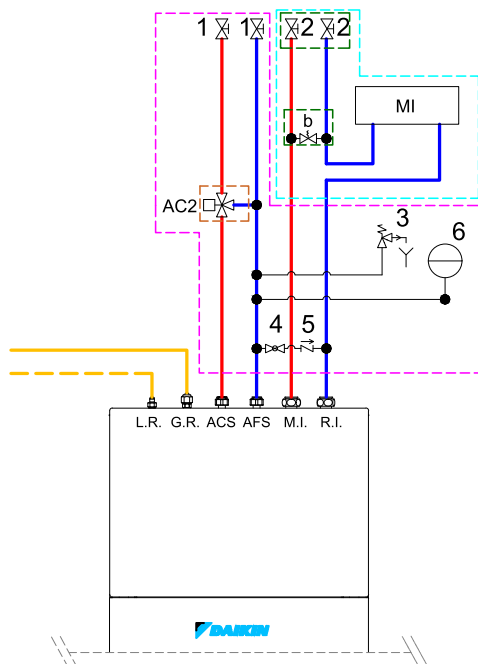 1 1 2 2
b
MI
AC2
3
6
4 5
L.R. G.R. ACS AFS M.I. R.I.
DAIKIN